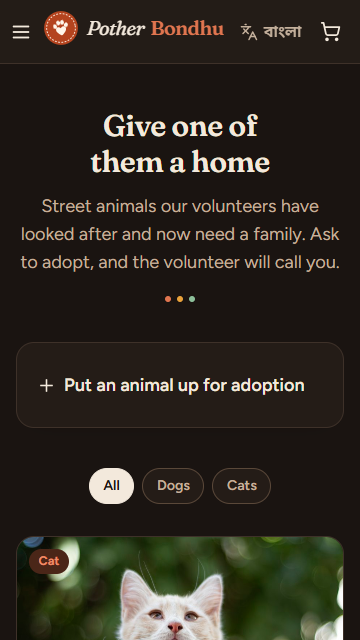 Pother Bondhu
বাংলা
Give one of
them a home
Street animals our volunteers have
looked after and now need a family. Ask
to adopt, and the volunteer will call you.
+ Put an animal up for adoption
All
Dogs
Cats
Cat